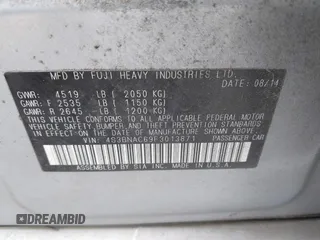 MFD BY FUJI HEAVY INDUSTRIES LTD.
DATE: 08/14
GVWR: 4519 LB ( 2050 KG)
GAWR: F 2535 LB ( 1150 KG)
GAWR: R 2645 LB ( 1200 KG)
THIS VEHICLE CONFORMS TO ALL APPLICABLE FEDERAL MOTOR
VEHICLE SAFETY, BUMPER AND THEFT PREVENTION STANDARDS
IN EFFECT ON THE DATE OF MANUFACTURE SHOWN ABOVE.
VIN: 4S3BNAC69F3013871 PASSENGER CAR
ASSEMBLED BY SIA INC. MADE IN U.S.A.
DREAMBID